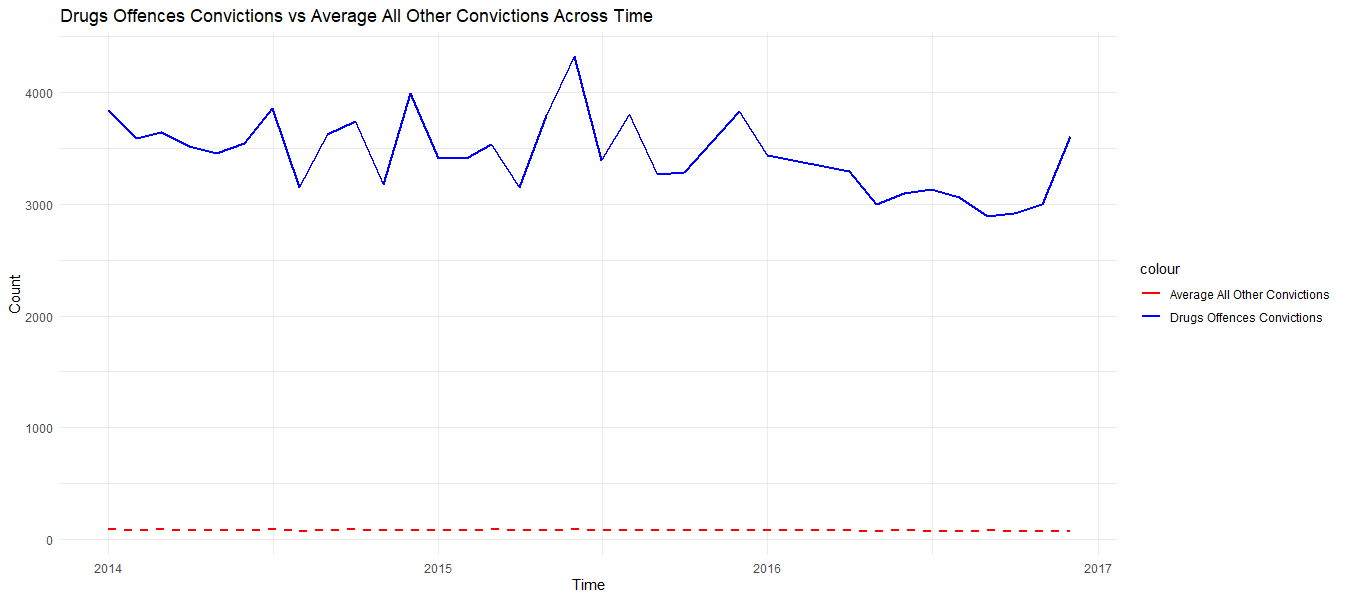 Drugs Offences Convictions vs Average All Other Convictions Across Time
Count
4000
3000
2000
1000
0
2014
2015
2016
2017
Time
colour
Average All Other Convictions
Drugs Offences Convictions